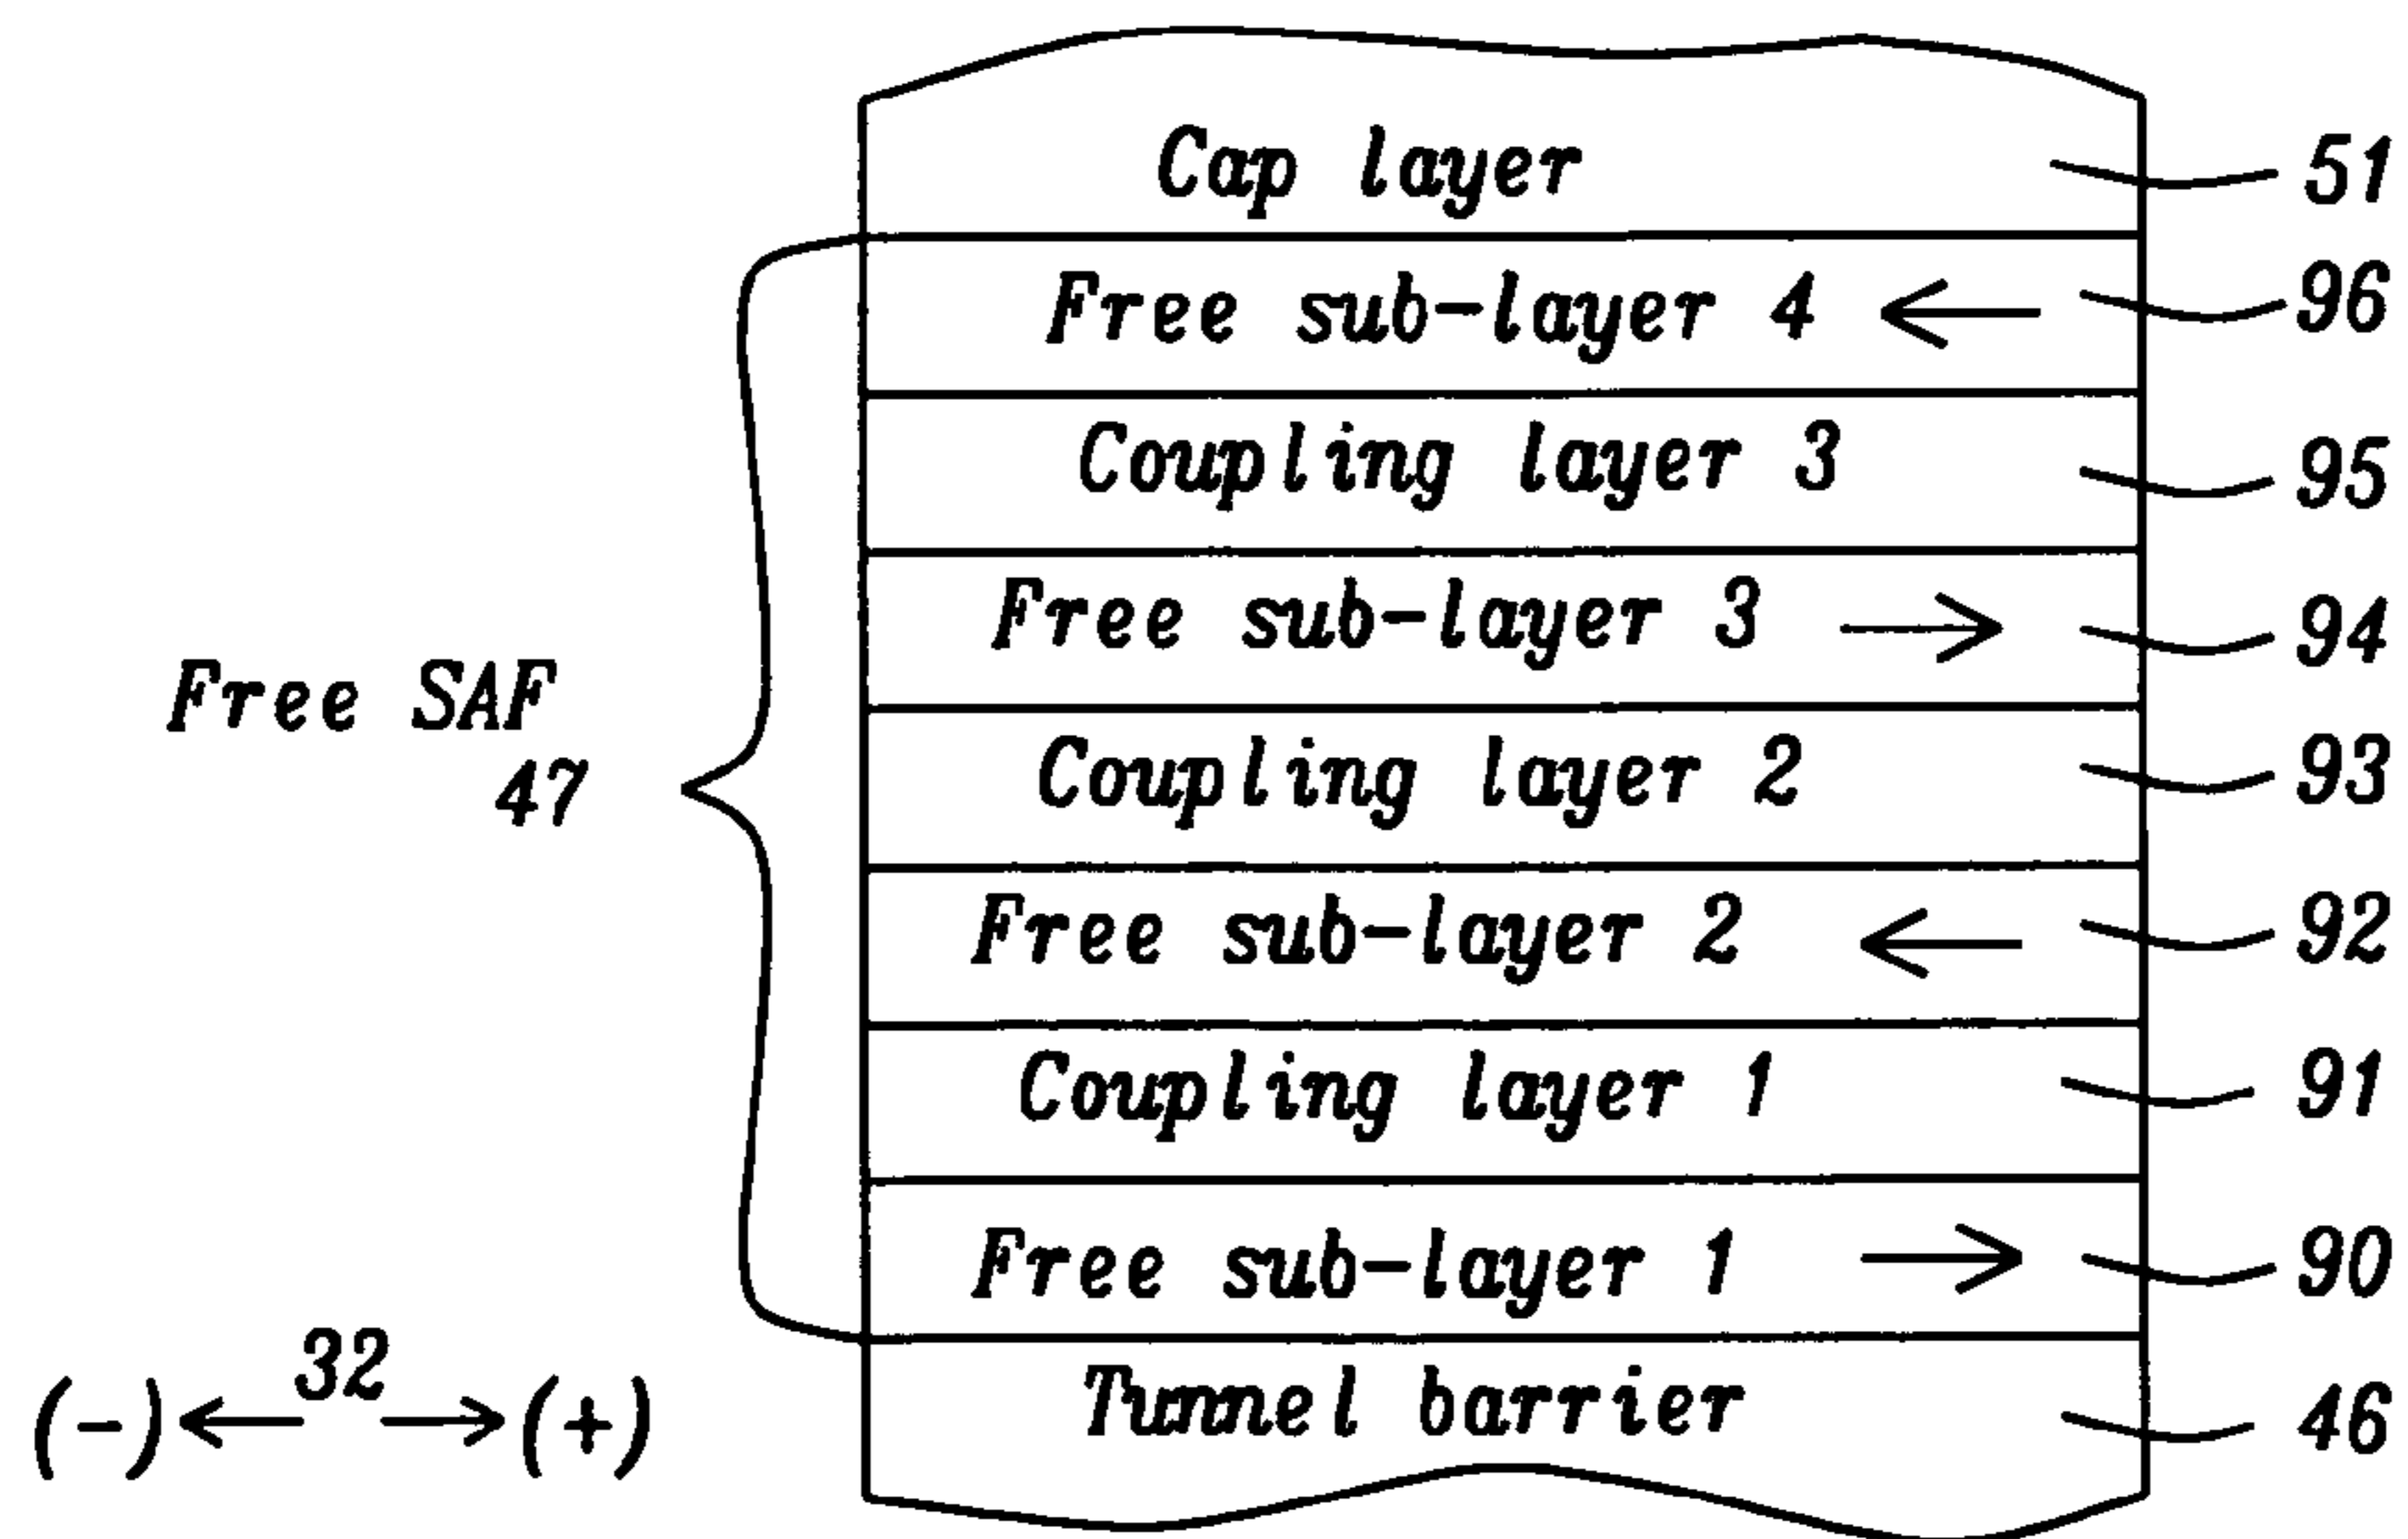 Cap layer 51
Free sub-layer 4 96
Coupling layer 3 95
Free sub-layer 3 94
Free SAF
47
Coupling layer 2 93
Free sub-layer 2 92
Coupling layer 1 91
Free sub-layer 1 90
32
(-) (+)
Tunnel barrier 46